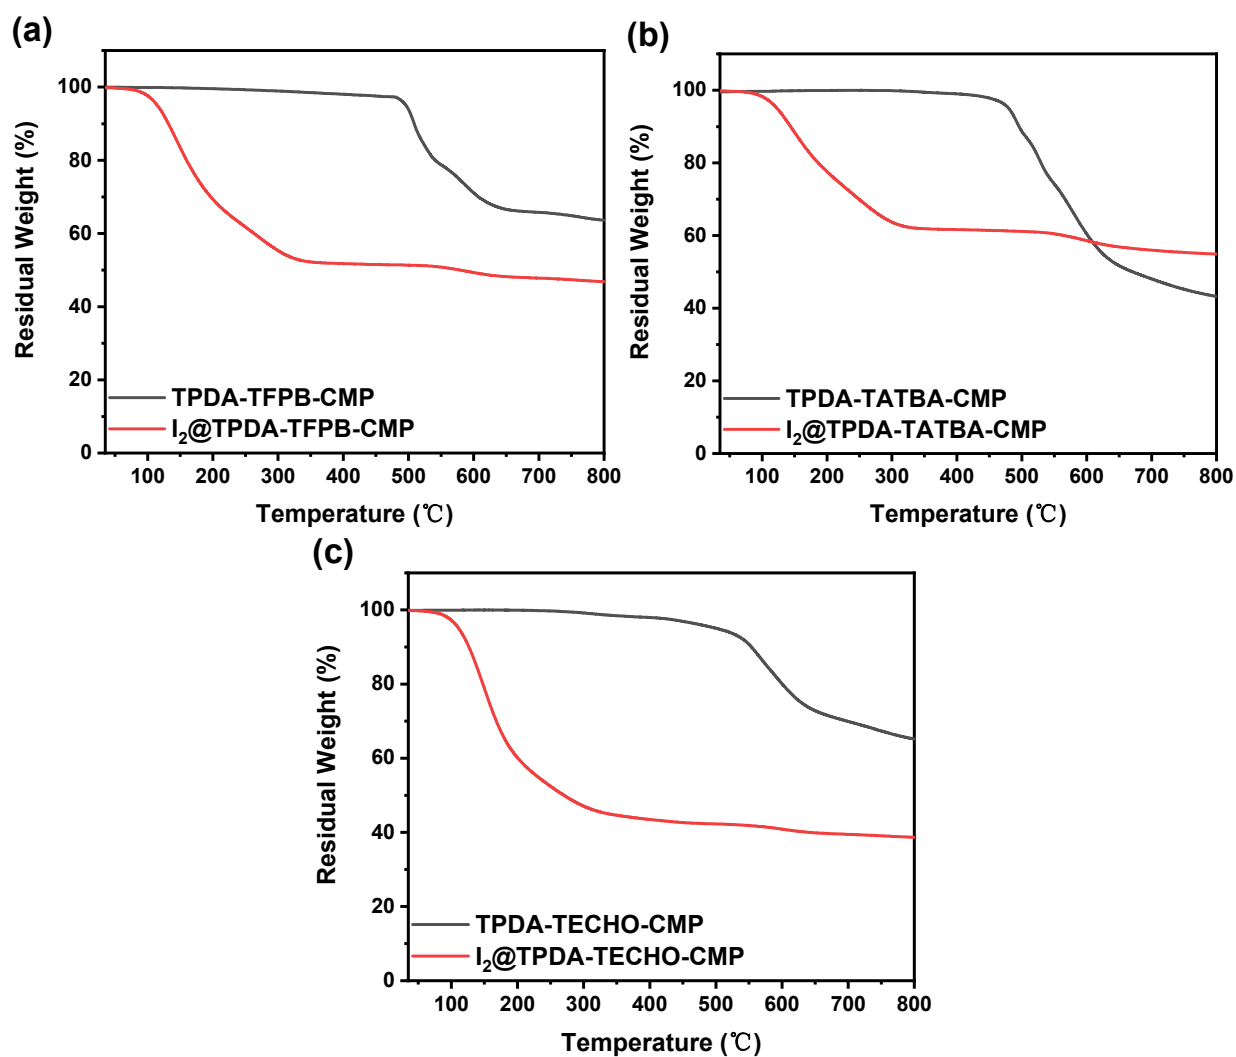 (a)
Residual Weight (%)
100
80
60
40
20
0
TPDA-TFPB-CMP
I₂@TPDA-TFPB-CMP
100 200 300 400 500 600 700 800
Temperature (℃)
(b)
Residual Weight (%)
100
80
60
40
20
0
TPDA-TATBA-CMP
I₂@TPDA-TATBA-CMP
100 200 300 400 500 600 700 800
Temperature (℃)
(c)
Residual Weight (%)
100
80
60
40
20
0
TPDA-TECHO-CMP
I₂@TPDA-TECHO-CMP
100 200 300 400 500 600 700 800
Temperature (℃)